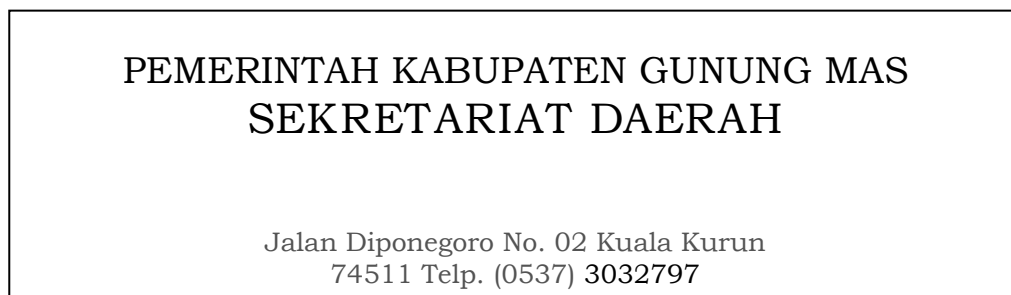 PEMERINTAH KABUPATEN GUNUNG MAS
SEKRETARIAT DAERAH
Jalan Diponegoro No. 02 Kuala Kurun
74511 Telp. (0537) 3032797